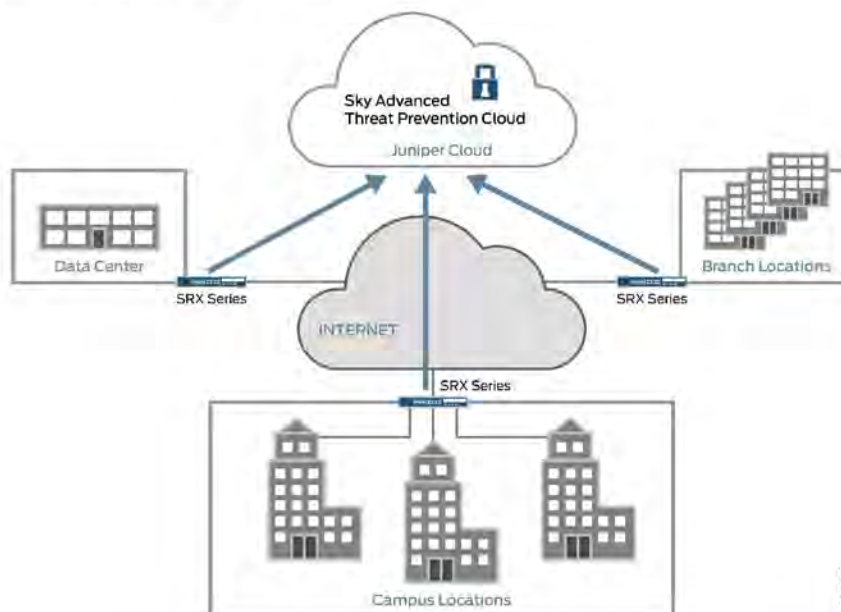 Sky Advanced
Threat Prevention Cloud
Juniper Cloud
Data Center
Branch Locations
SRX Series
SRX Series
INTERNET
SRX Series
Campus Locations